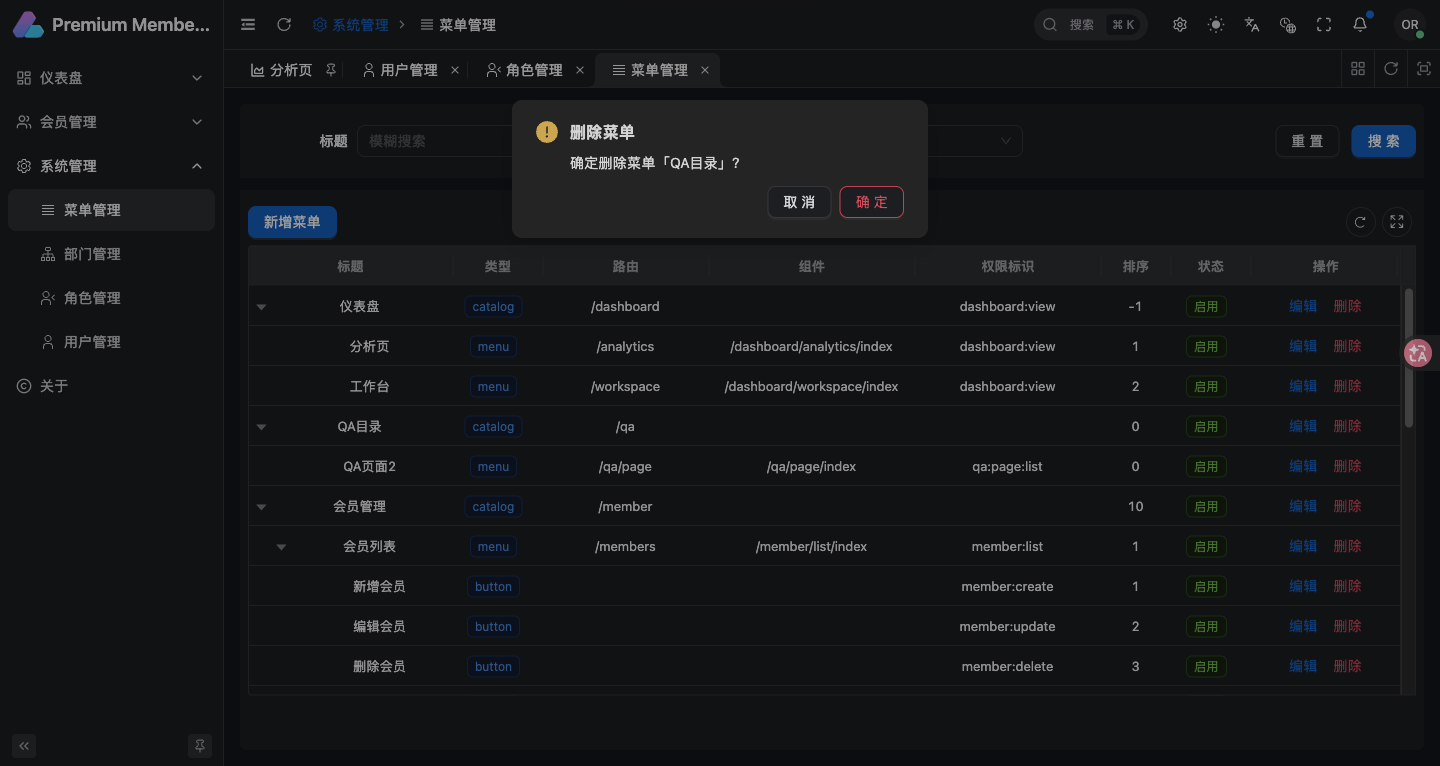 Premium Membe...
系统管理
菜单管理
搜索
⌘ K
OR
仪表盘
会员管理
系统管理
菜单管理
部门管理
角色管理
用户管理
关于
分析页
用户管理
角色管理
菜单管理
标题
模糊搜索
重 置
搜 索
删除菜单
确定删除菜单「QA目录」?
取 消
确 定
新增菜单
标题 类型 路由 组件 权限标识 排序 状态 操作
仪表盘 catalog /dashboard dashboard:view -1 启用 编辑 删除
分析页 menu /analytics /dashboard/analytics/index dashboard:view 1 启用 编辑 删除
工作台 menu /workspace /dashboard/workspace/index dashboard:view 2 启用 编辑 删除
QA目录 catalog /qa 0 启用 编辑 删除
QA页面2 menu /qa/page /qa/page/index qa:page:list 0 启用 编辑 删除
会员管理 catalog /member 10 启用 编辑 删除
会员列表 menu /members /member/list/index member:list 1 启用 编辑 删除
新增会员 button member:create 1 启用 编辑 删除
编辑会员 button member:update 2 启用 编辑 删除
删除会员 button member:delete 3 启用 编辑 删除